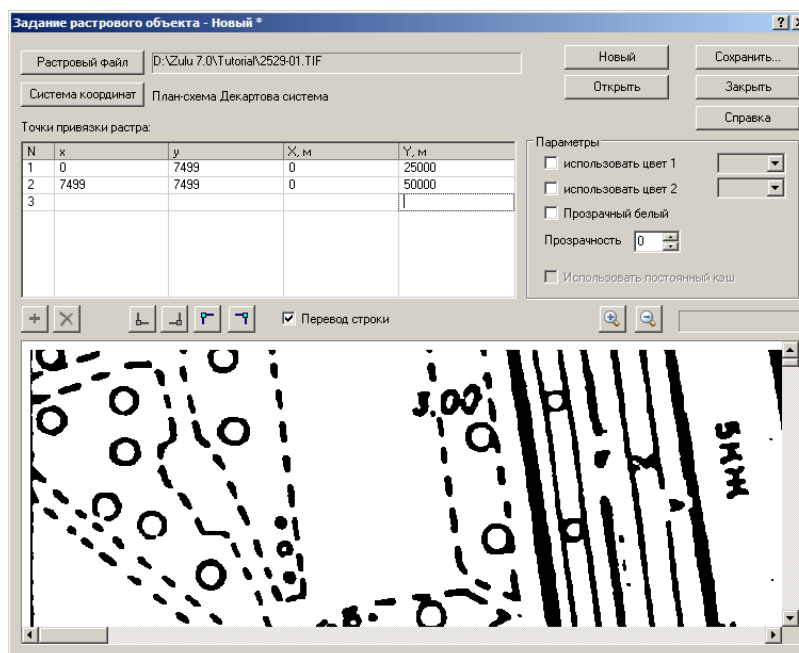 Задание растрового объекта - Новый *
Растровый файл D:\Zulu 7.0\Tutorial\2529-01.TIF
Новый Сохранить...
Система координат План-схема Декартова система
Открыть Закрыть
Справка
Точки привязки растра:
N x y X, м Y, м
1 0 7499 0 25000
2 7499 7499 0 50000
3
Параметры
использовать цвет 1
использовать цвет 2
Прозрачный белый
Прозрачность 0
Использовать постоянный кэш
Перевод строки
3.00
5КЖ